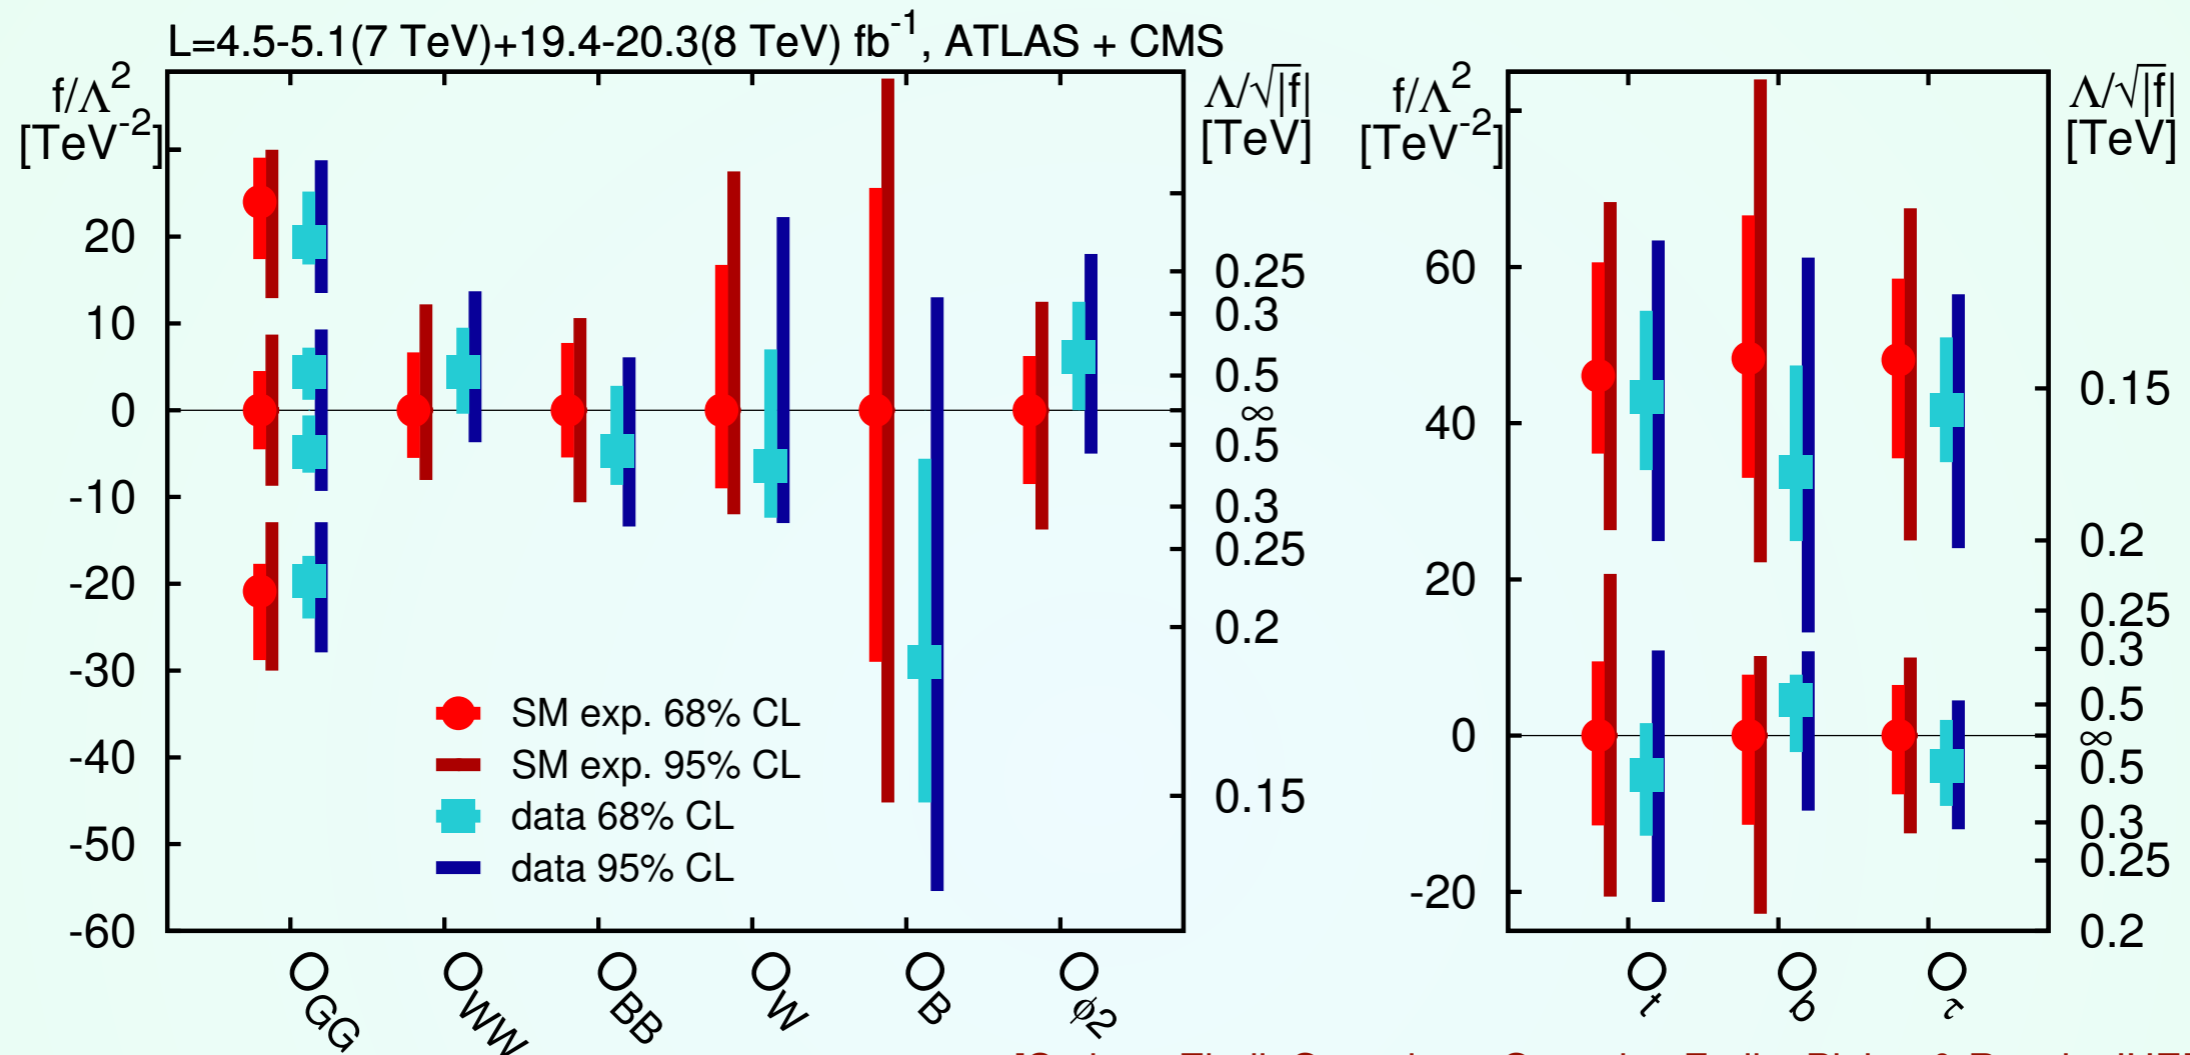 L=4.5-5.1(7 TeV)+19.4-20.3(8 TeV) fb⁻¹, ATLAS + CMS
f/Λ²
[TeV⁻²]
20
10
0
-10
-20
-30
-40
-50
-60
Λ/√|f|
[TeV]
0.25
0.3
0.5
∞
0.5
0.3
0.25
0.2
0.15
SM exp. 68% CL
SM exp. 95% CL
data 68% CL
data 95% CL
O_GG O_WW O_BB O_W O_B O_ϕ2
f/Λ²
[TeV⁻²]
60
40
20
0
-20
Λ/√|f|
[TeV]
0.15
0.2
0.25
0.3
0.5
∞
0.5
0.3
0.25
0.2
O_t O_b O_τ